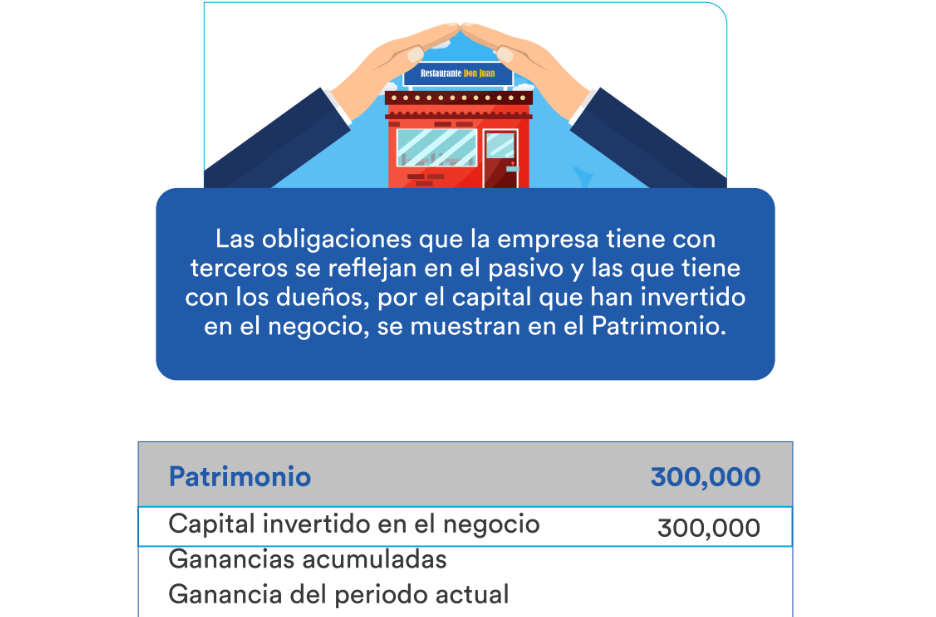 Restaurante Don Juan
Las obligaciones que la empresa tiene con
terceros se reflejan en el pasivo y las que tiene
con los dueños, por el capital que han invertido
en el negocio, se muestran en el Patrimonio.
Patrimonio 300,000
Capital invertido en el negocio 300,000
Ganancias acumuladas
Ganancia del periodo actual